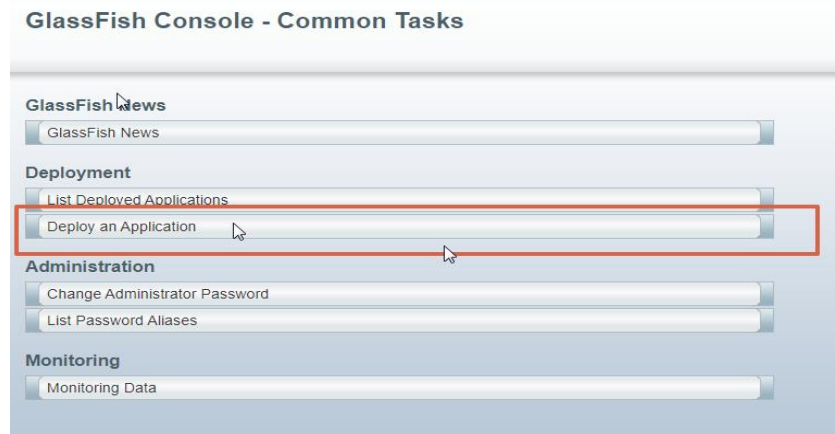 GlassFish Console - Common Tasks
GlassFish News
GlassFish News
Deployment
List Deployed Applications
Deploy an Application
Administration
Change Administrator Password
List Password Aliases
Monitoring
Monitoring Data